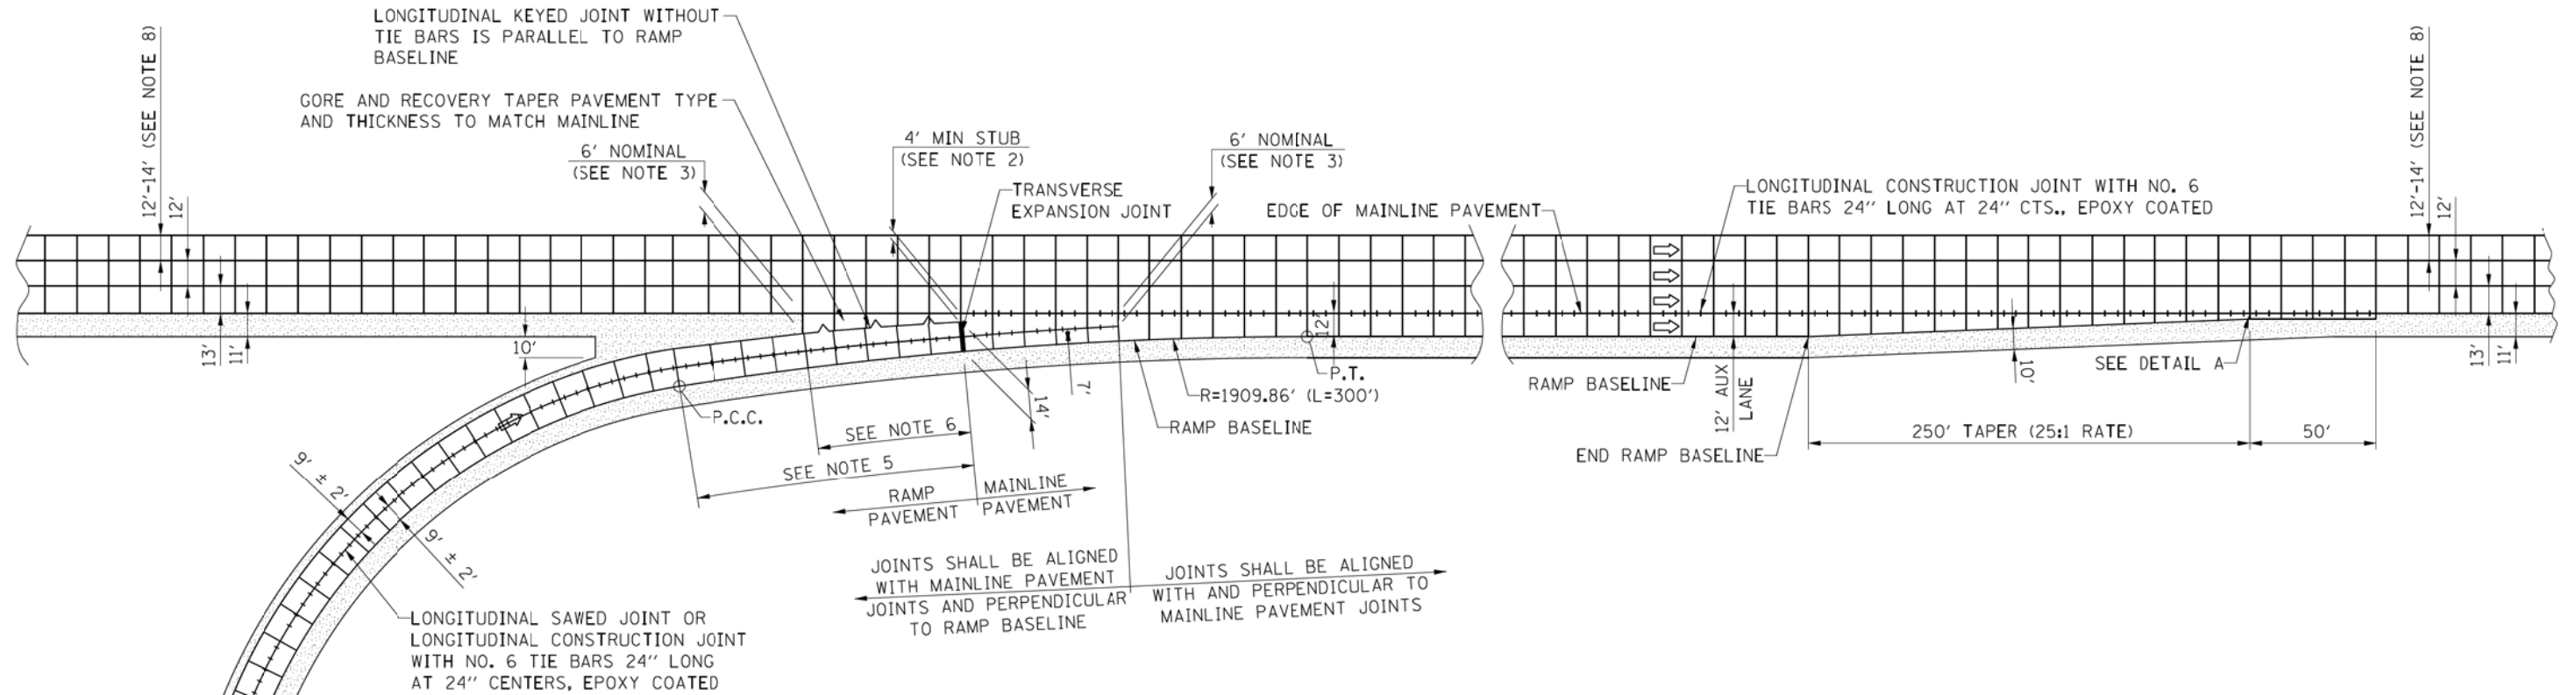 LONGITUDINAL KEYED JOINT WITHOUT
TIE BARS IS PARALLEL TO RAMP
BASELINE
GORE AND RECOVERY TAPER PAVEMENT TYPE
AND THICKNESS TO MATCH MAINLINE
12'-14' (SEE NOTE 8)
12'
6' NOMINAL
(SEE NOTE 3)
4' MIN STUB
(SEE NOTE 2)
TRANSVERSE
EXPANSION JOINT
6' NOMINAL
(SEE NOTE 3)
EDGE OF MAINLINE PAVEMENT
LONGITUDINAL CONSTRUCTION JOINT WITH NO. 6
TIE BARS 24" LONG AT 24" CTS., EPOXY COATED
12'-14' (SEE NOTE 8)
12'
13'
11'
10'
12'
P.C.C.
SEE NOTE 6
SEE NOTE 5
14'
7'
P.T.
R=1909.86' (L=300')
RAMP BASELINE
RAMP BASELINE
12' AUX
LANE
END RAMP BASELINE
10'
SEE DETAIL A
250' TAPER (25:1 RATE)
50'
13'
11'
RAMP
PAVEMENT
MAINLINE
PAVEMENT
9' ± 2'
9' ± 2'
JOINTS SHALL BE ALIGNED
WITH MAINLINE PAVEMENT
JOINTS AND PERPENDICULAR
TO RAMP BASELINE
JOINTS SHALL BE ALIGNED
WITH AND PERPENDICULAR TO
MAINLINE PAVEMENT JOINTS
LONGITUDINAL SAWED JOINT OR
LONGITUDINAL CONSTRUCTION JOINT
WITH NO. 6 TIE BARS 24" LONG
AT 24" CENTERS, EPOXY COATED